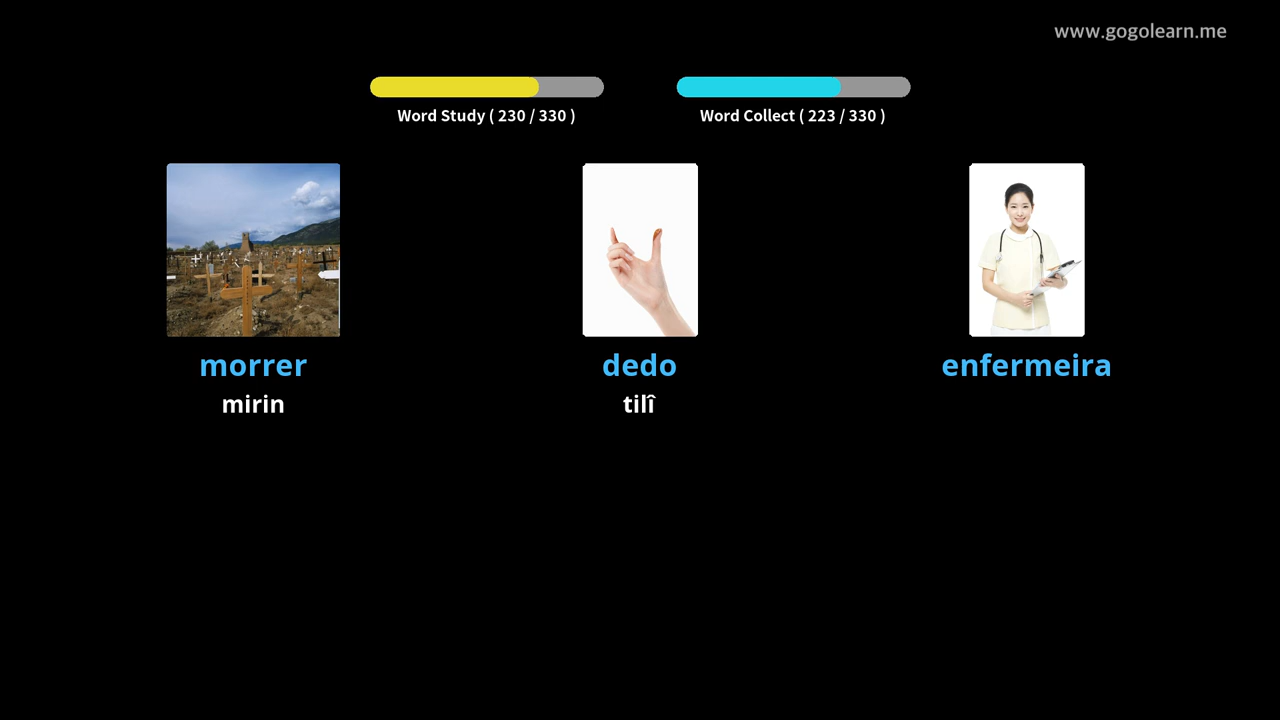 www.gogolearn.me
Word Study ( 230 / 330 )
Word Collect ( 223 / 330 )
morrer
dedo
enfermeira
mirin
tilî